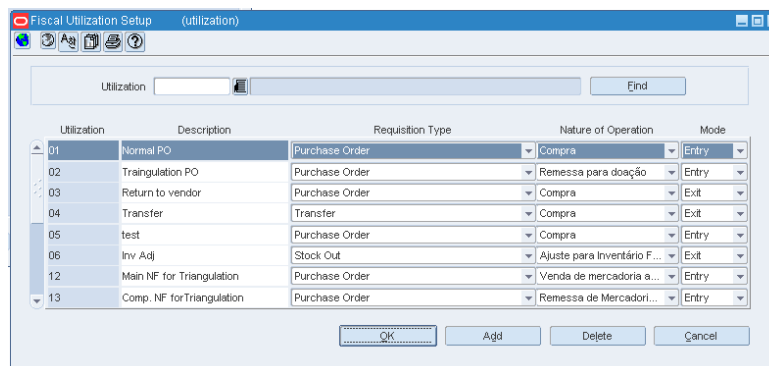 Fiscal Utilization Setup (utilization)
Utilization Find
Utilization Description Requisition Type Nature of Operation Mode
01 Normal PO Purchase Order Compra Entry
02 Traingulation PO Purchase Order Remessa para doação Entry
03 Return to vendor Purchase Order Compra Exit
04 Transfer Transfer Compra Exit
05 test Purchase Order Compra Entry
06 Inv Adj Stock Out Ajuste para Inventário F... Exit
12 Main NF for Triangulation Purchase Order Venda de mercadoria a... Entry
13 Comp. NF forTriangulation Purchase Order Remessa de Mercadori... Entry
OK Add Delete Cancel